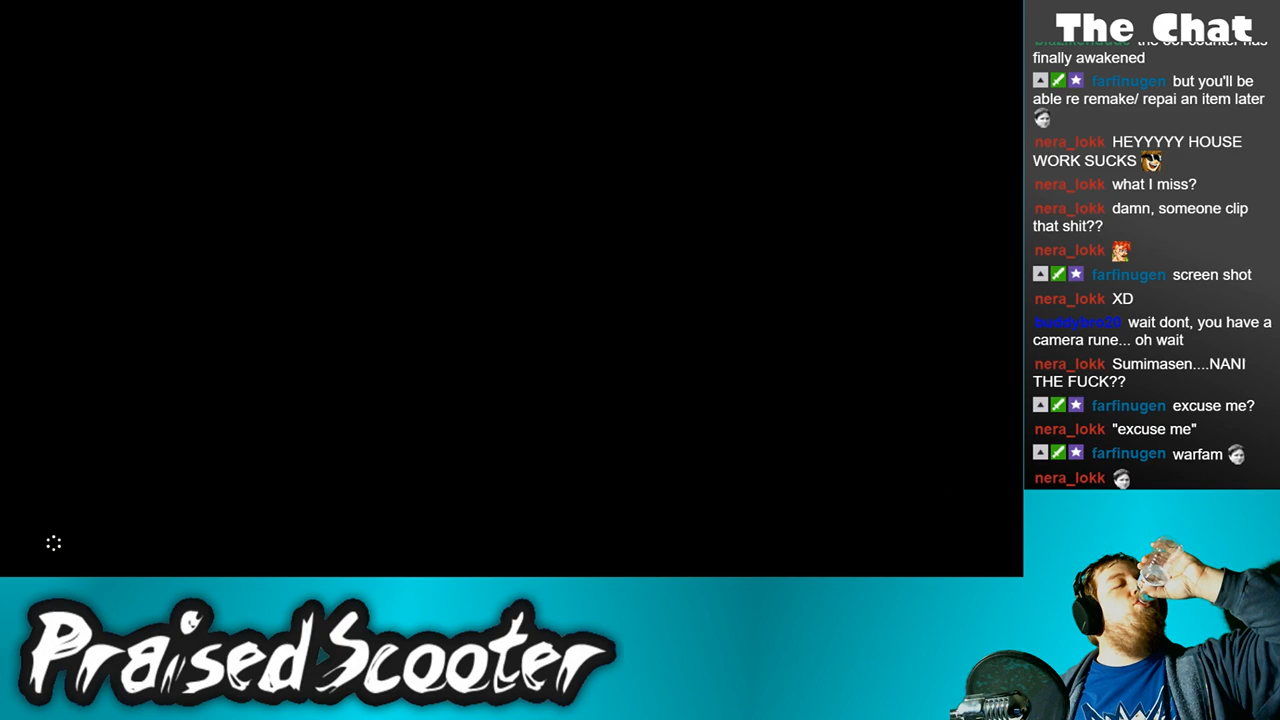 The Chat
finally awakened
farfinugen but you'll be
able re remake/ repai an item later
nera_lokk HEYYYYY HOUSE
WORK SUCKS
nera_lokk what I miss?
nera_lokk damn, someone clip
that shit??
nera_lokk
farfinugen screen shot
nera_lokk XD
buddybro20 wait dont, you have a
camera rune... oh wait
nera_lokk Sumimasen....NANI
THE FUCK??
farfinugen excuse me?
nera_lokk "excuse me"
farfinugen warfam
nera_lokk
PraisedScooter